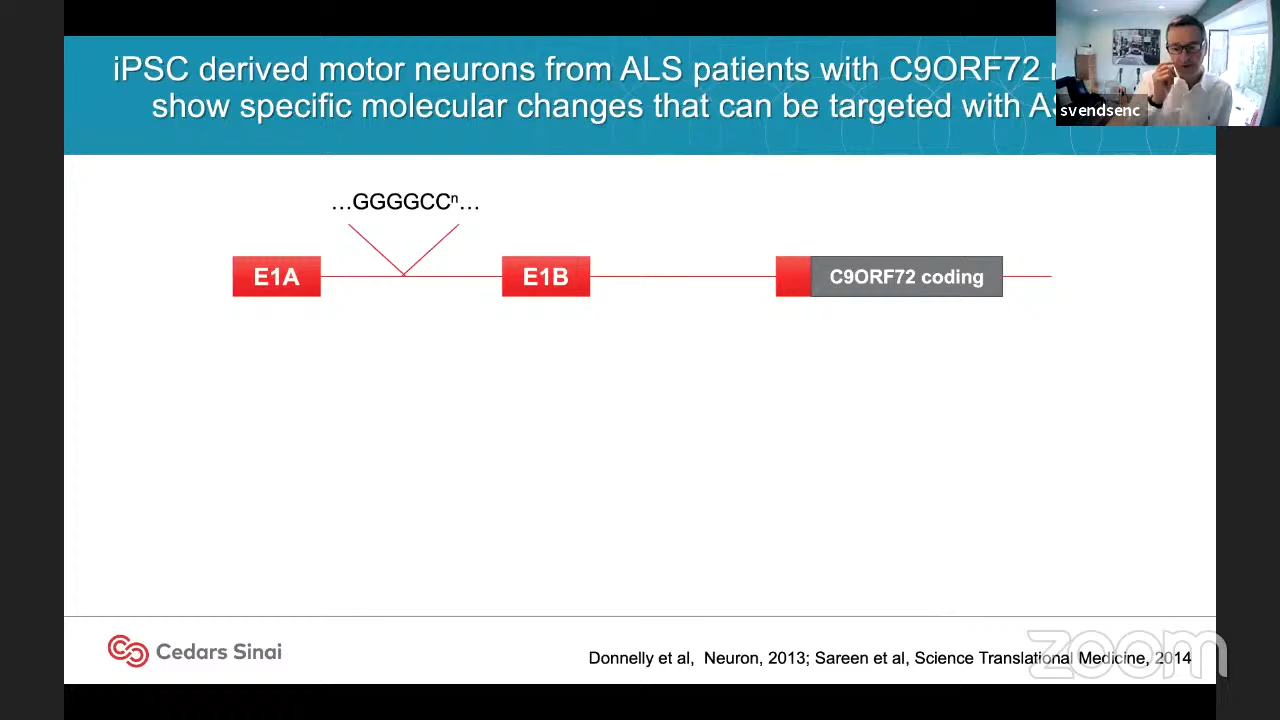 iPSC derived motor neurons from ALS patients with C9ORF72
show specific molecular changes that can be targeted with
svendsenc
...GGGGCCⁿ...
E1A
E1B
C9ORF72 coding
Cedars Sinai
Donnelly et al, Neuron, 2013; Sareen et al, Science Translational Medicine, 2014
zoom